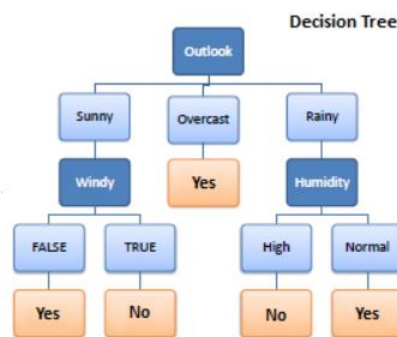 Decision Tree
Outlook
Sunny Overcast Rainy
Windy Yes Humidity
FALSE TRUE High Normal
Yes No No Yes